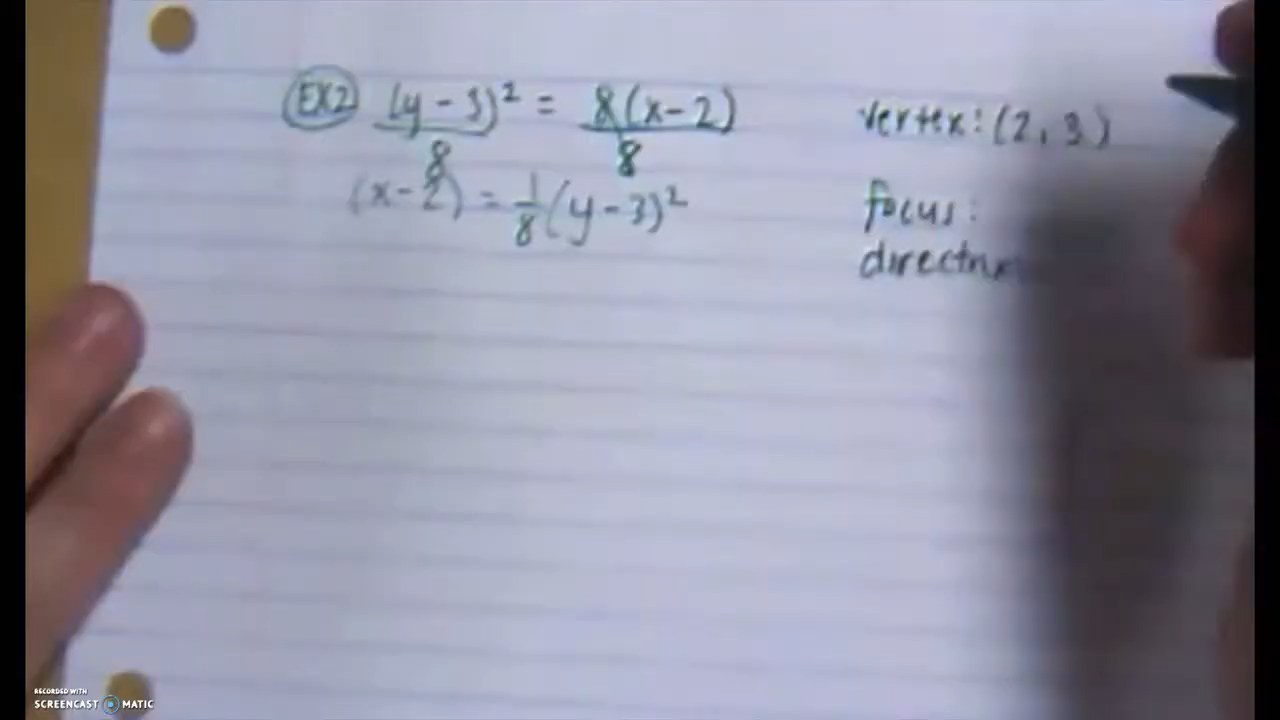 EX2 (y-3)² / 8 = 8(x-2) / 8
(x-2) = 1/8 (y-3)²
vertex: (2, 3)
focus:
directrix
RECORDED WITH
SCREENCAST MATIC